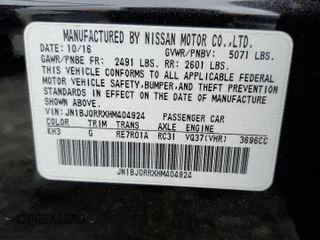 MANUFACTURED BY NISSAN MOTOR CO.,LTD.
DATE: 10/16 GVWR/PNBV: 5071 LBS.
GAWR/PNBE FR: 2491 LBS. RR: 2601 LBS.
THIS VEHICLE CONFORMS TO ALL APPLICABLE FEDERAL
MOTOR VEHICLE SAFETY,BUMPER,AND THEFT PREVENTION
STANDARDS IN EFFECT ON THE DATE OF MANUFACTURE
SHOWN ABOVE.
VIN:JN1BJ0RRXHM404924 PASSENGER CAR
COLOR TRIM TRANS AXLE ENGINE
KH3 G RE7R01A RC31 VQ37(VHR) 3696CC
JN1BJ0RRXHM404924